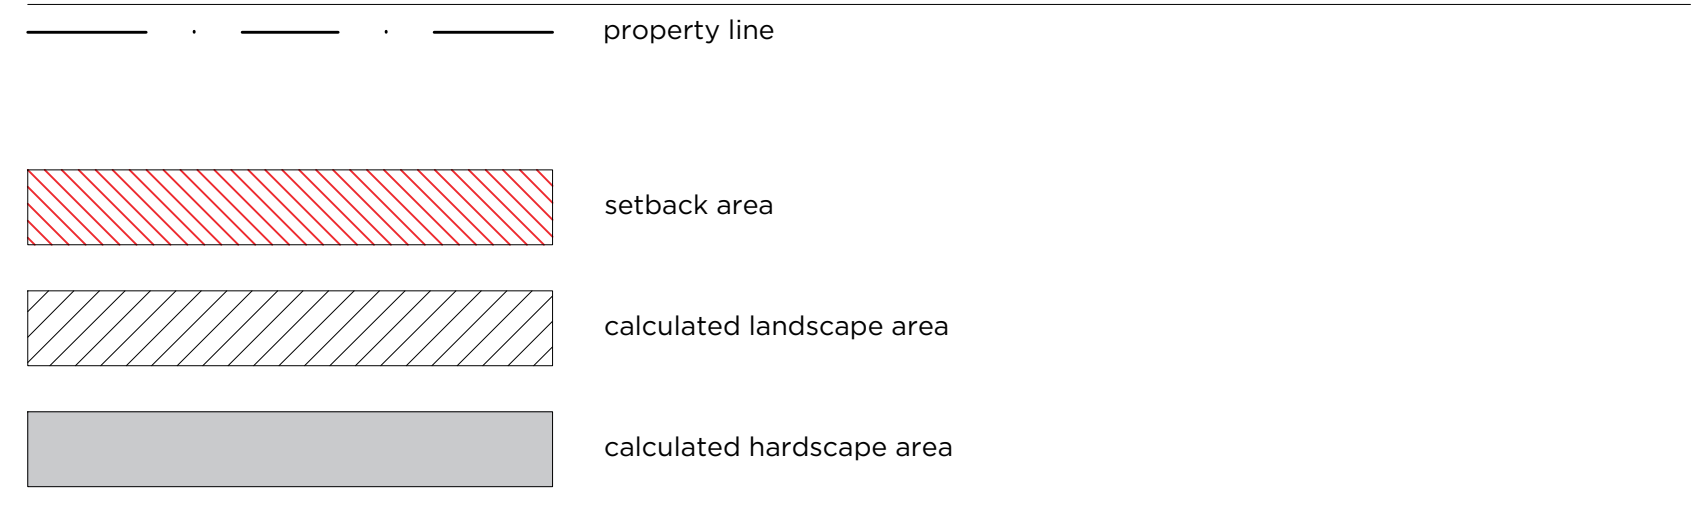 property line
setback area
calculated landscape area
calculated hardscape area